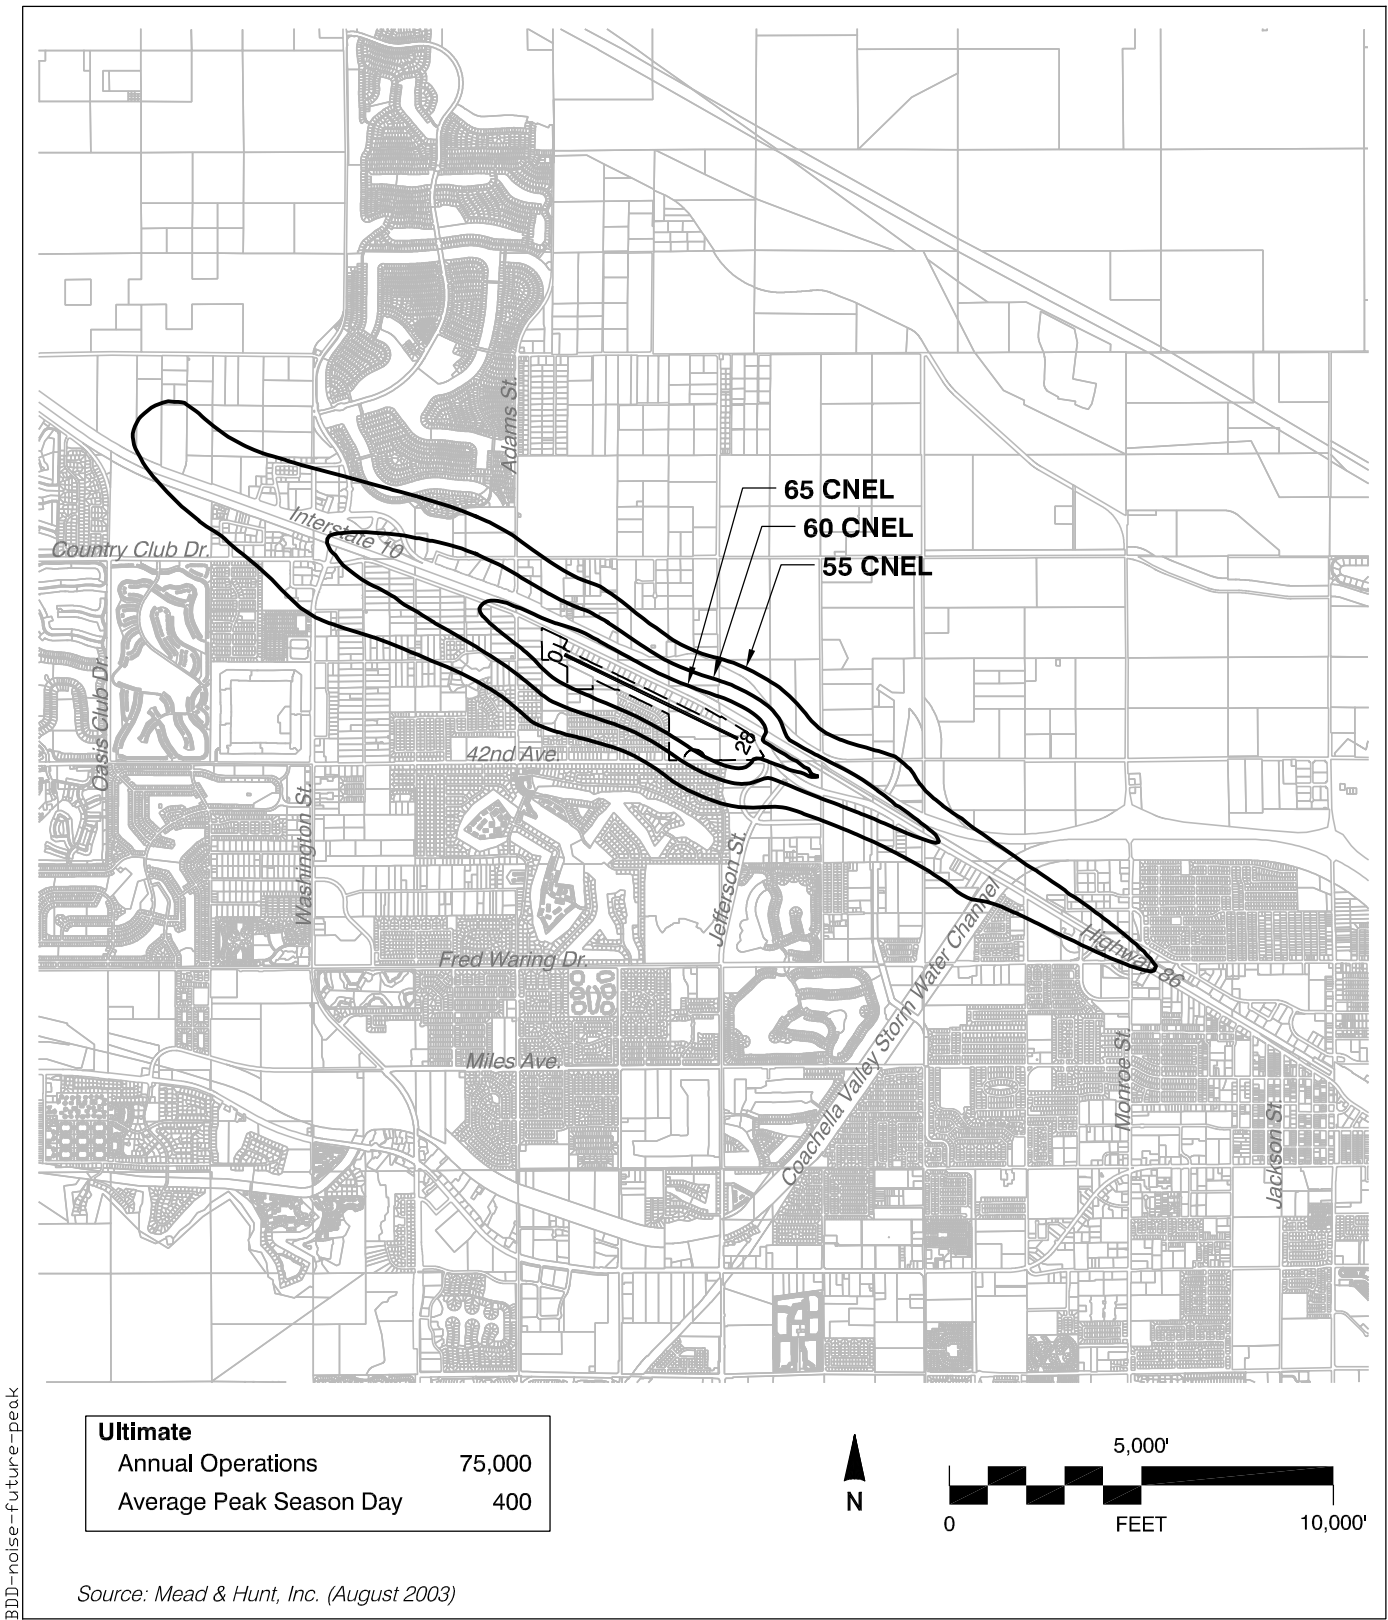 Adams St.
65 CNEL
60 CNEL
55 CNEL
Interstate 10
Country Club Dr.
Oasis Club Dr.
28
42nd Ave.
Washington St.
Jefferson St.
Coachella Valley Storm Water Channel
Highway 86
Fred Waring Dr.
Miles Ave.
Monroe St.
Jackson St.
BDD-noise-future-peak
Ultimate
Annual Operations 75,000
Average Peak Season Day 400
N
5,000'
0 FEET 10,000'
Source: Mead & Hunt, Inc. (August 2003)